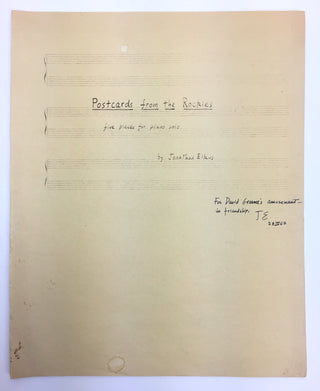 Postcards from the Rockies
five pieces for piano solo
by Jonathan Elkus
For David Greene's amusement—
in friendship.
JE